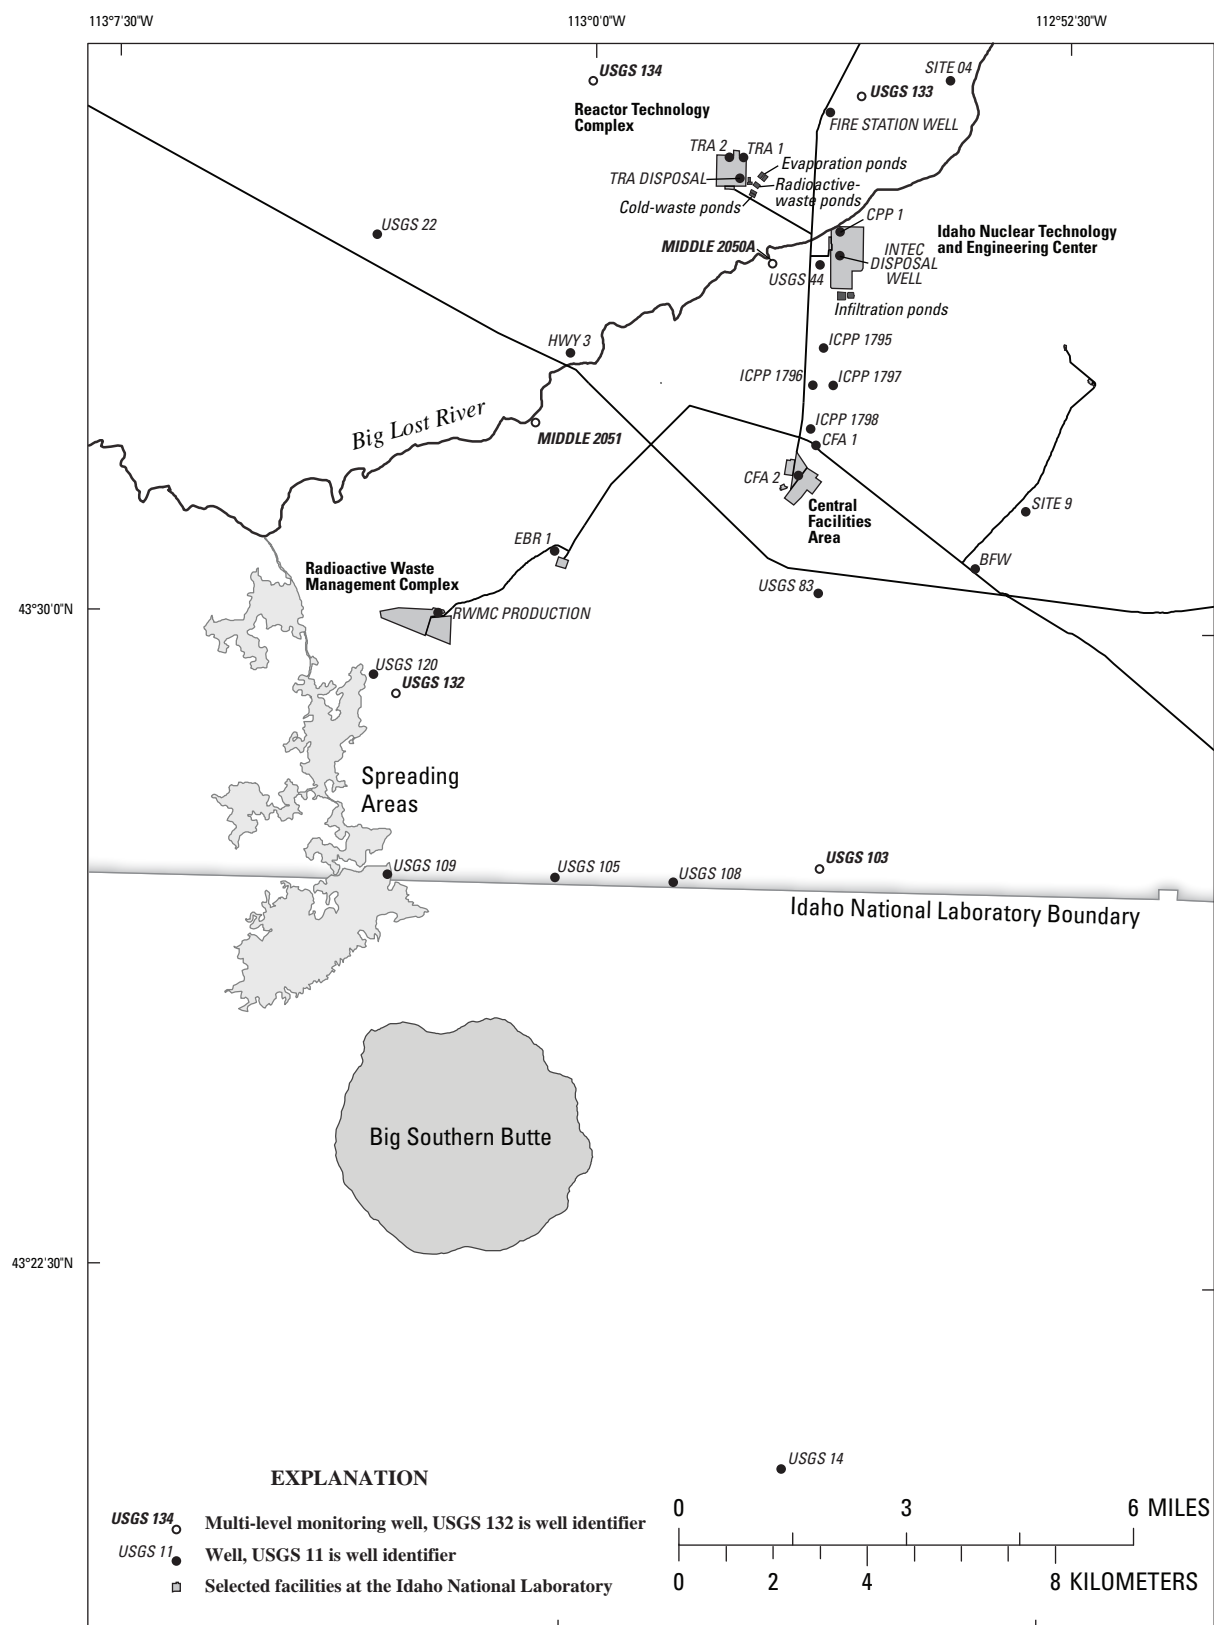 113°7'30"W
113°0'0"W
112°52'30"W
USGS 134
SITE 04
USGS 133
Reactor Technology
Complex
FIRE STATION WELL
TRA 2
TRA 1
Evaporation ponds
TRA DISPOSAL
Radioactive-
waste ponds
Cold-waste ponds
CPP 1
USGS 22
Idaho Nuclear Technology
and Engineering Center
MIDDLE 2050A
INTEC
DISPOSAL
WELL
USGS 44
Infiltration ponds
HWY 3
ICPP 1795
ICPP 1796
ICPP 1797
Big Lost River
MIDDLE 2051
ICPP 1798
CFA 1
CFA 2
Central
Facilities
Area
SITE 9
EBR 1
BFW
Radioactive Waste
Management Complex
USGS 83
43°30'0"N
RWMC PRODUCTION
USGS 120
USGS 132
Spreading
Areas
USGS 109
USGS 105
USGS 108
USGS 103
Idaho National Laboratory Boundary
Big Southern Butte
43°22'30"N
USGS 14
EXPLANATION
USGS 134
Multi-level monitoring well, USGS 132 is well identifier
USGS 11
Well, USGS 11 is well identifier
Selected facilities at the Idaho National Laboratory
0 3 6 MILES
0 2 4 8 KILOMETERS